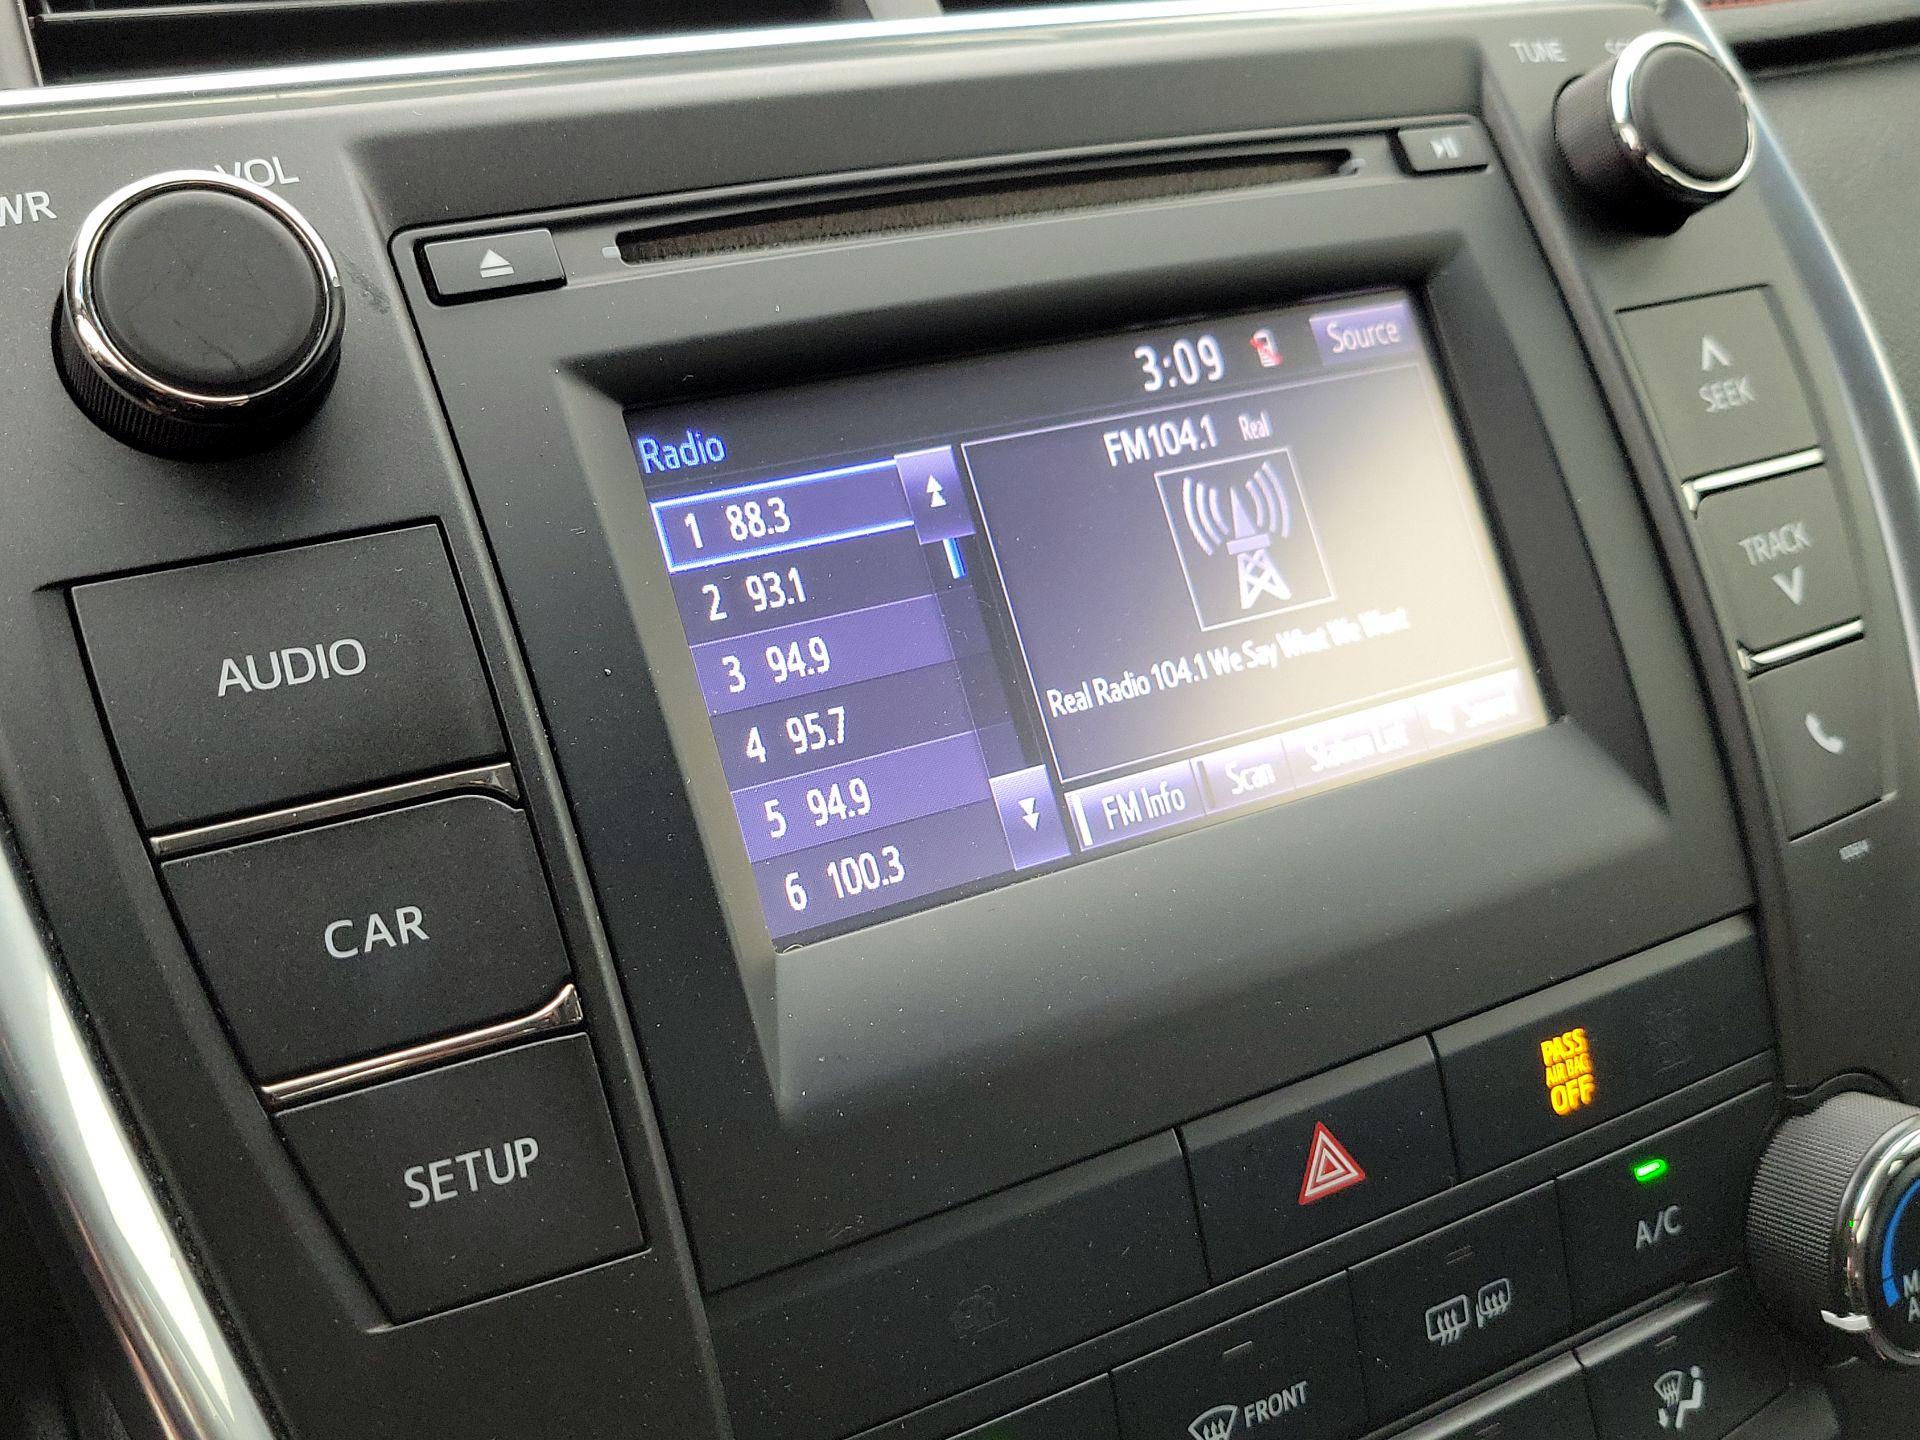 TUNE
WR VOL
3:09 Source
Radio
FM104.1 Real
1 88.3
2 93.1
3 94.9
4 95.7
5 94.9
6 100.3
Real Radio 104.1 We Say What We Want
FM Info Scan Station List Sound
SEEK
TRACK
AUDIO
CAR
SETUP
PASS
AIR BAG
OFF
A/C
FRONT